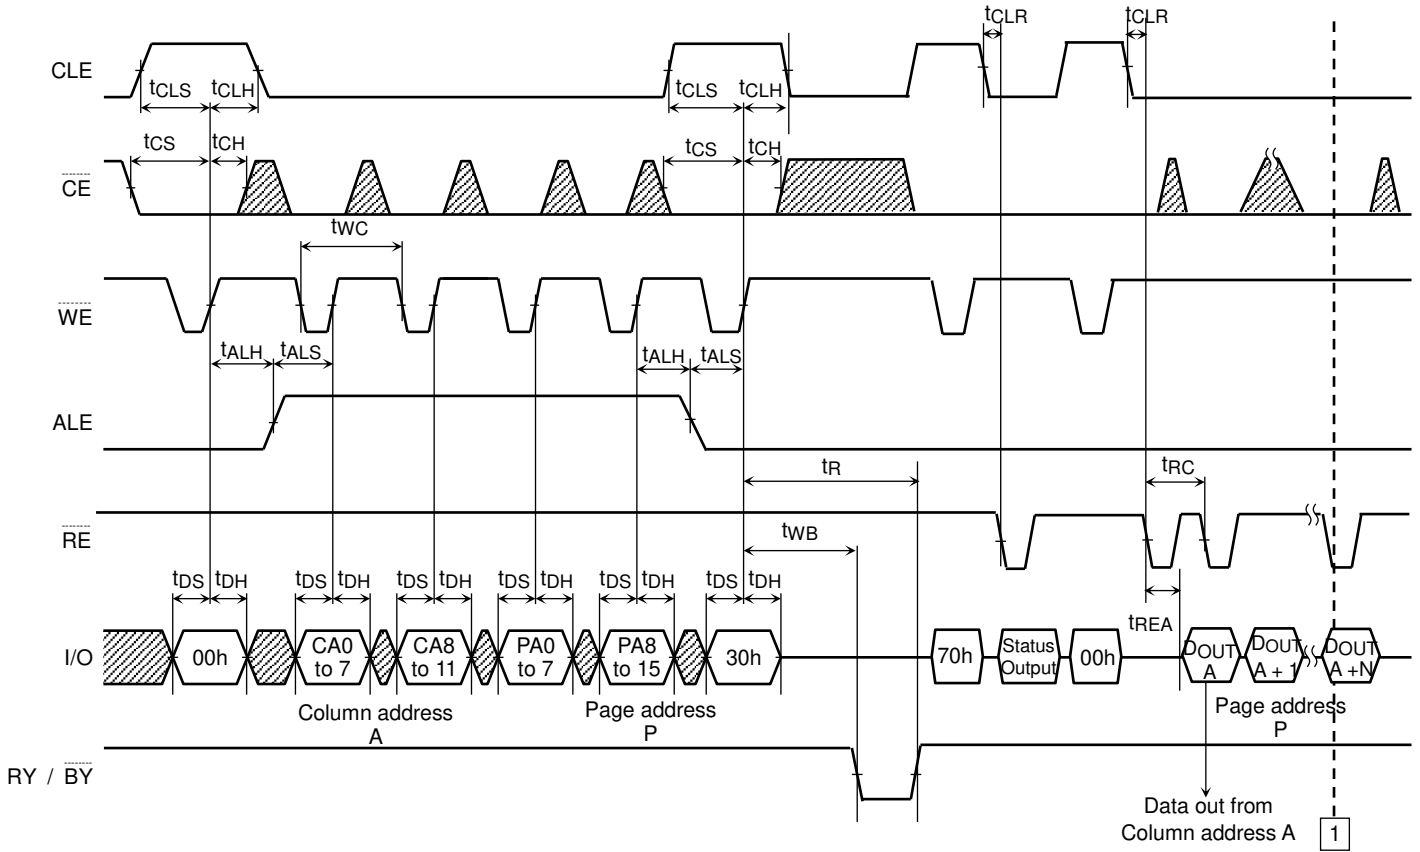 tCLR tCLR
CLE
tCLS tCLH tCLS tCLH
tCS tCH tCS tCH
CE
tWC
WE
tALH tALS tALH tALS
ALE
tR tRC
RE
tWB
tDS tDH tDS tDH tDS tDH tDS tDH tDS tDH tDS tDH
tREA
I/O
00h
CA0
to 7
CA8
to 11
PA0
to 7
PA8
to 15
30h
70h
Status
Output
00h
DOUT
A
DOUT
A + 1
DOUT
A +N
Column address
A
Page address
P
Page address
P
RY / BY
Data out from
Column address A
1